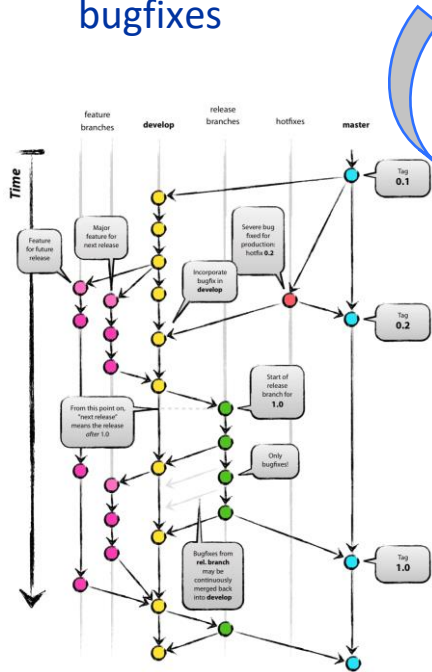 bugfixes
feature
branches
develop
release
branches
hotfixes
master
Time
Tag
0.1
Feature
for future
release
Major
feature for
next release
Severe bug
fixed for
production:
hotfix 0.2
Incorporate
bugfix in
develop
Tag
0.2
Start of
release
branch for
1.0
From this point on,
"next release"
means the release
after 1.0
Only
bugfixes!
Bugfixes from
rel. branch
may be
continuously
merged back
into develop
Tag
1.0